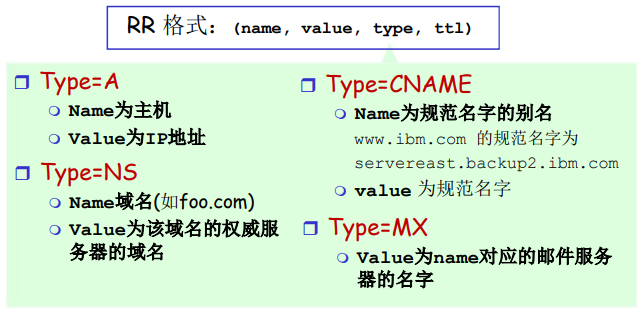 RR 格式：(name, value, type, ttl)
Type=A
Name为主机
Value为IP地址
Type=NS
Name域名(如foo.com)
Value为该域名的权威服
务器的域名
Type=CNAME
Name为规范名字的别名
www.ibm.com 的规范名字为
servereast.backup2.ibm.com
value 为规范名字
Type=MX
Value为name对应的邮件服务
器的名字